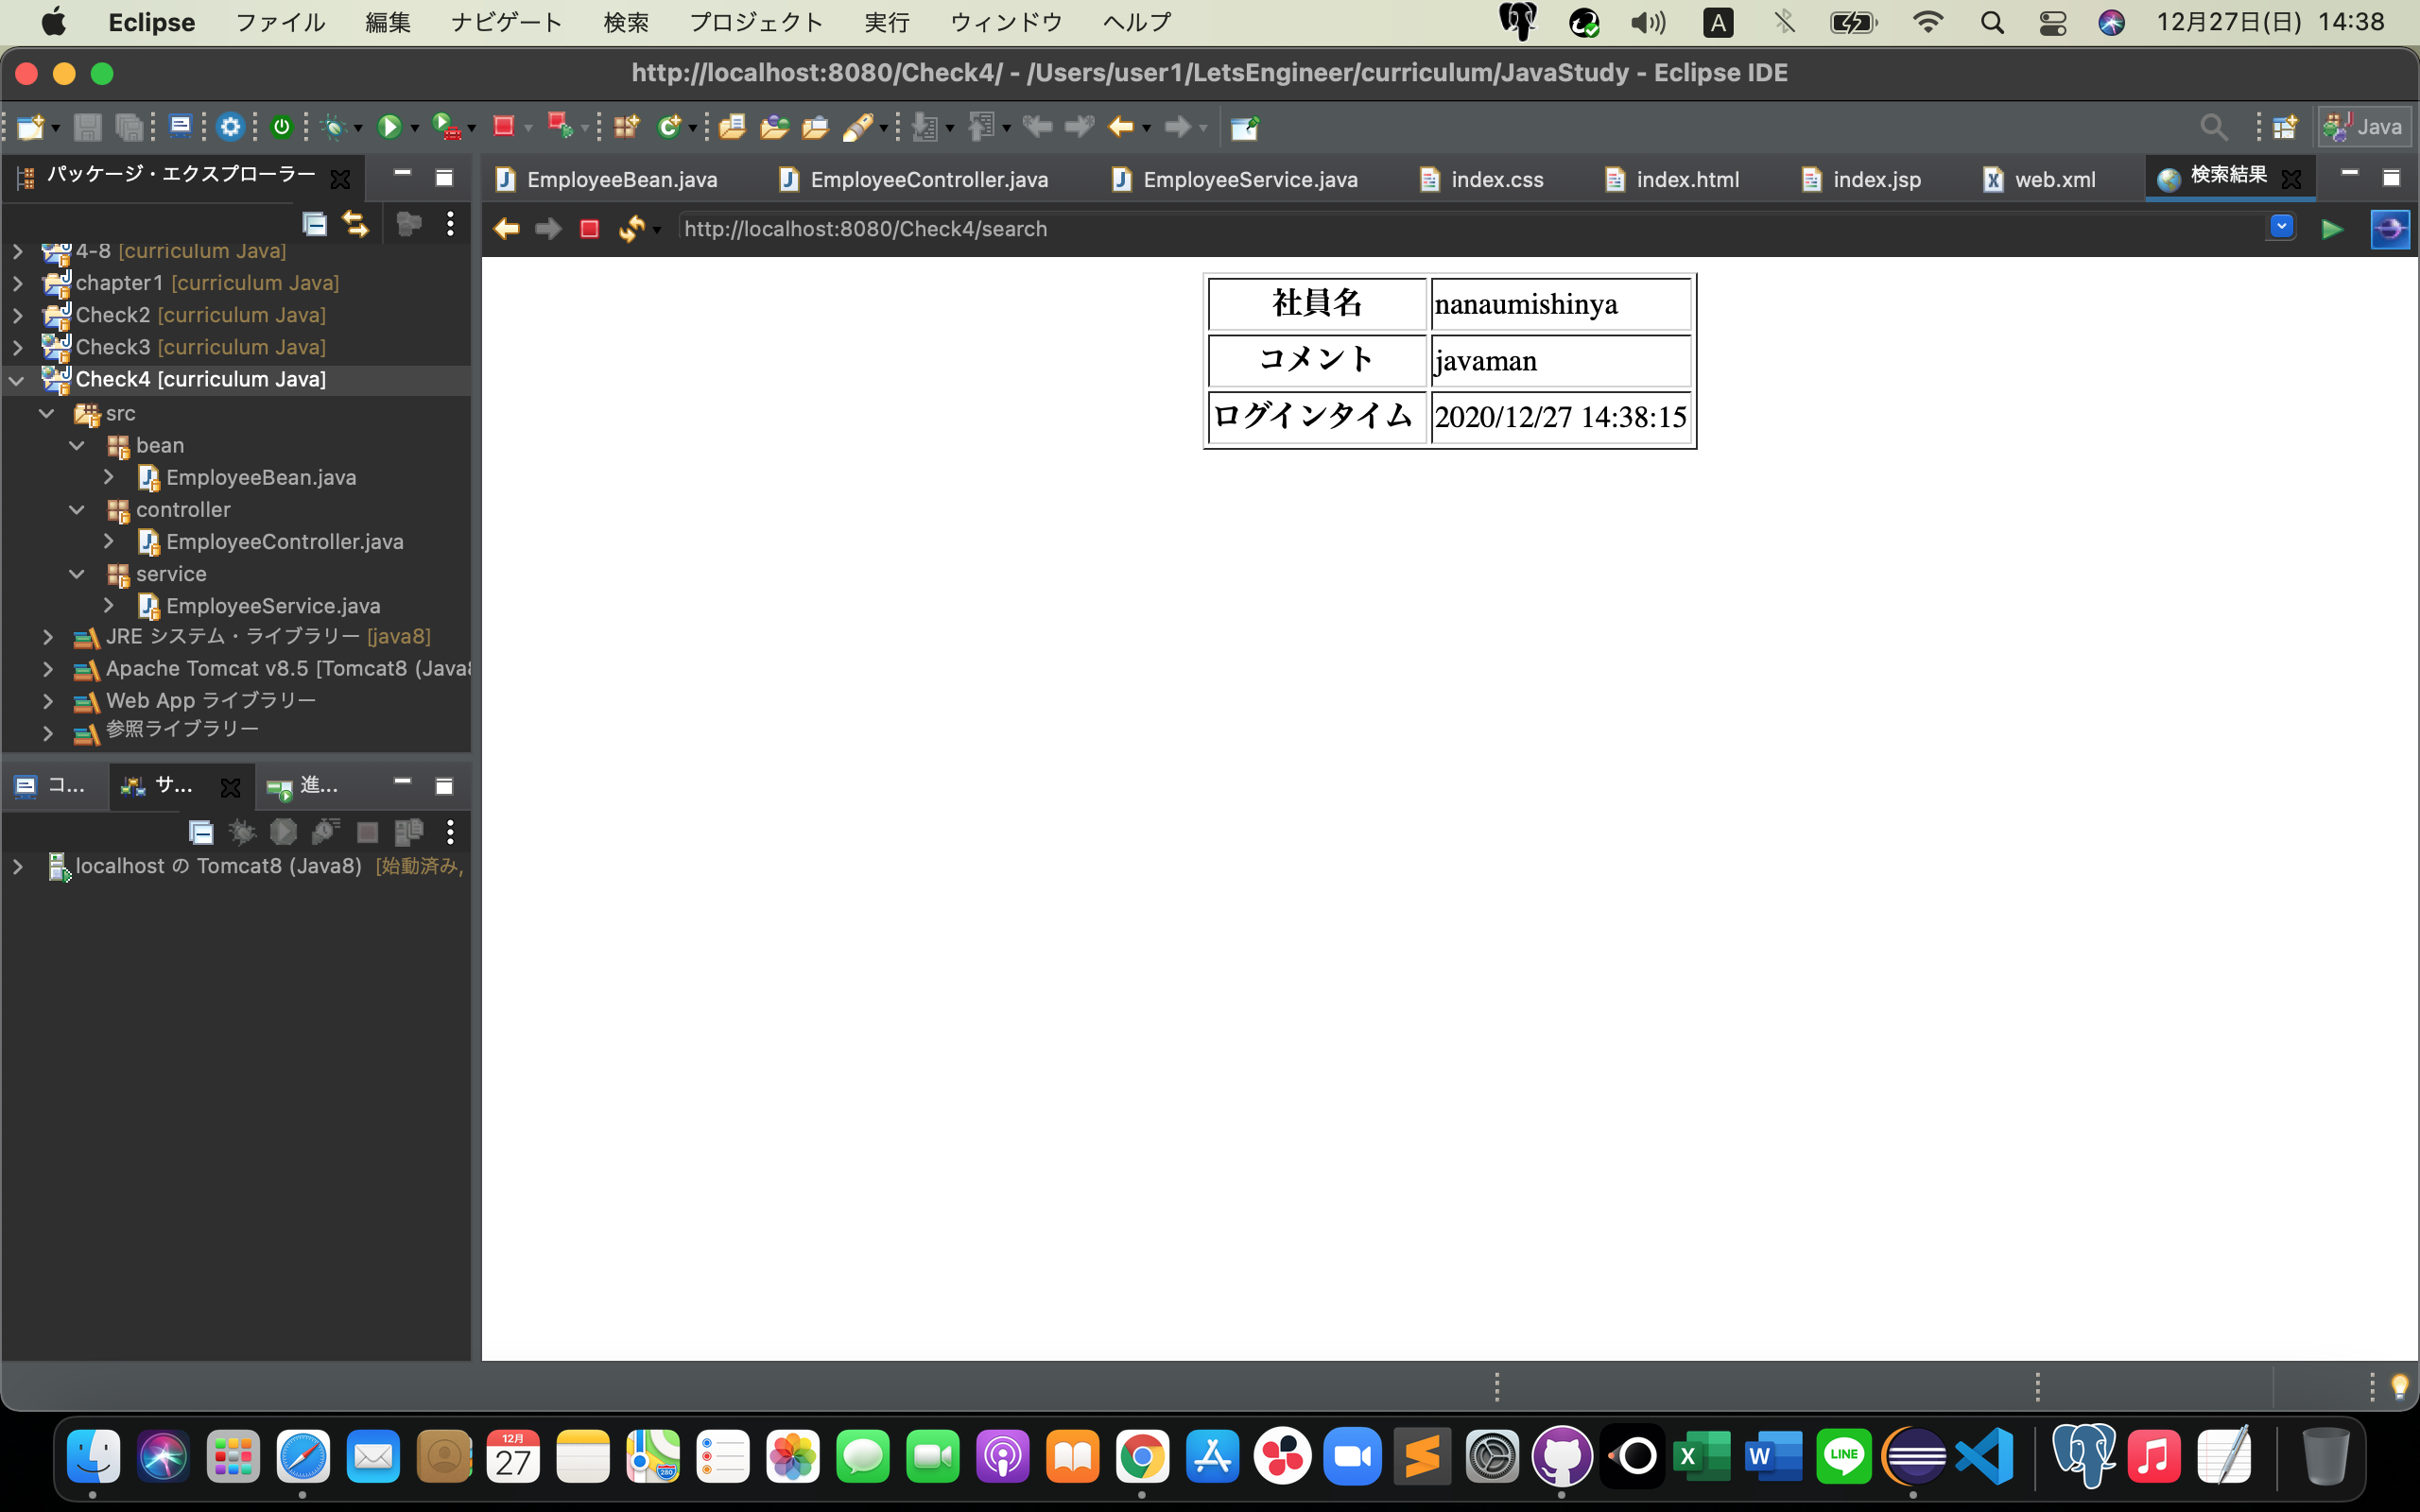 Eclipse ファイル 編集 ナビゲート 検索 プロジェクト 実行 ウィンドウ ヘルプ A 12月27日(日) 14:38
http://localhost:8080/Check4/ - /Users/user1/LetsEngineer/curriculum/JavaStudy - Eclipse IDE
Java
パッケージ・エクスプローラー
EmployeeBean.java EmployeeController.java EmployeeService.java index.css index.html index.jsp web.xml 検索結果
http://localhost:8080/Check4/search
4-8 [curriculum Java]
chapter1 [curriculum Java]
Check2 [curriculum Java]
Check3 [curriculum Java]
Check4 [curriculum Java]
src
bean
EmployeeBean.java
controller
EmployeeController.java
service
EmployeeService.java
JRE システム・ライブラリー [java8]
Apache Tomcat v8.5 [Tomcat8 (Java8
Web App ライブラリー
参照ライブラリー
社員名 nanaumishinya
コメント javaman
ログインタイム 2020/12/27 14:38:15
コ... サ... 進...
localhost の Tomcat8 (Java8) [始動済み,
12月
27
280
X
W
LINE